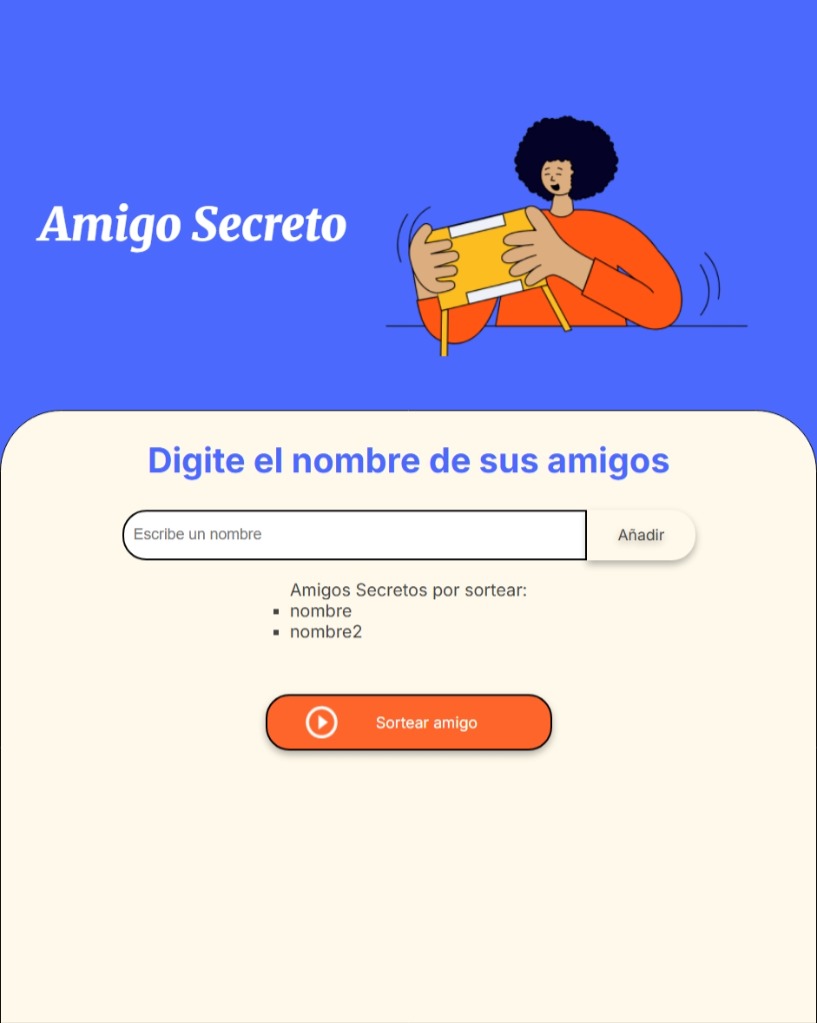 Amigo Secreto
Digite el nombre de sus amigos
Escribe un nombre
Añadir
Amigos Secretos por sortear:
nombre
nombre2
Sortear amigo